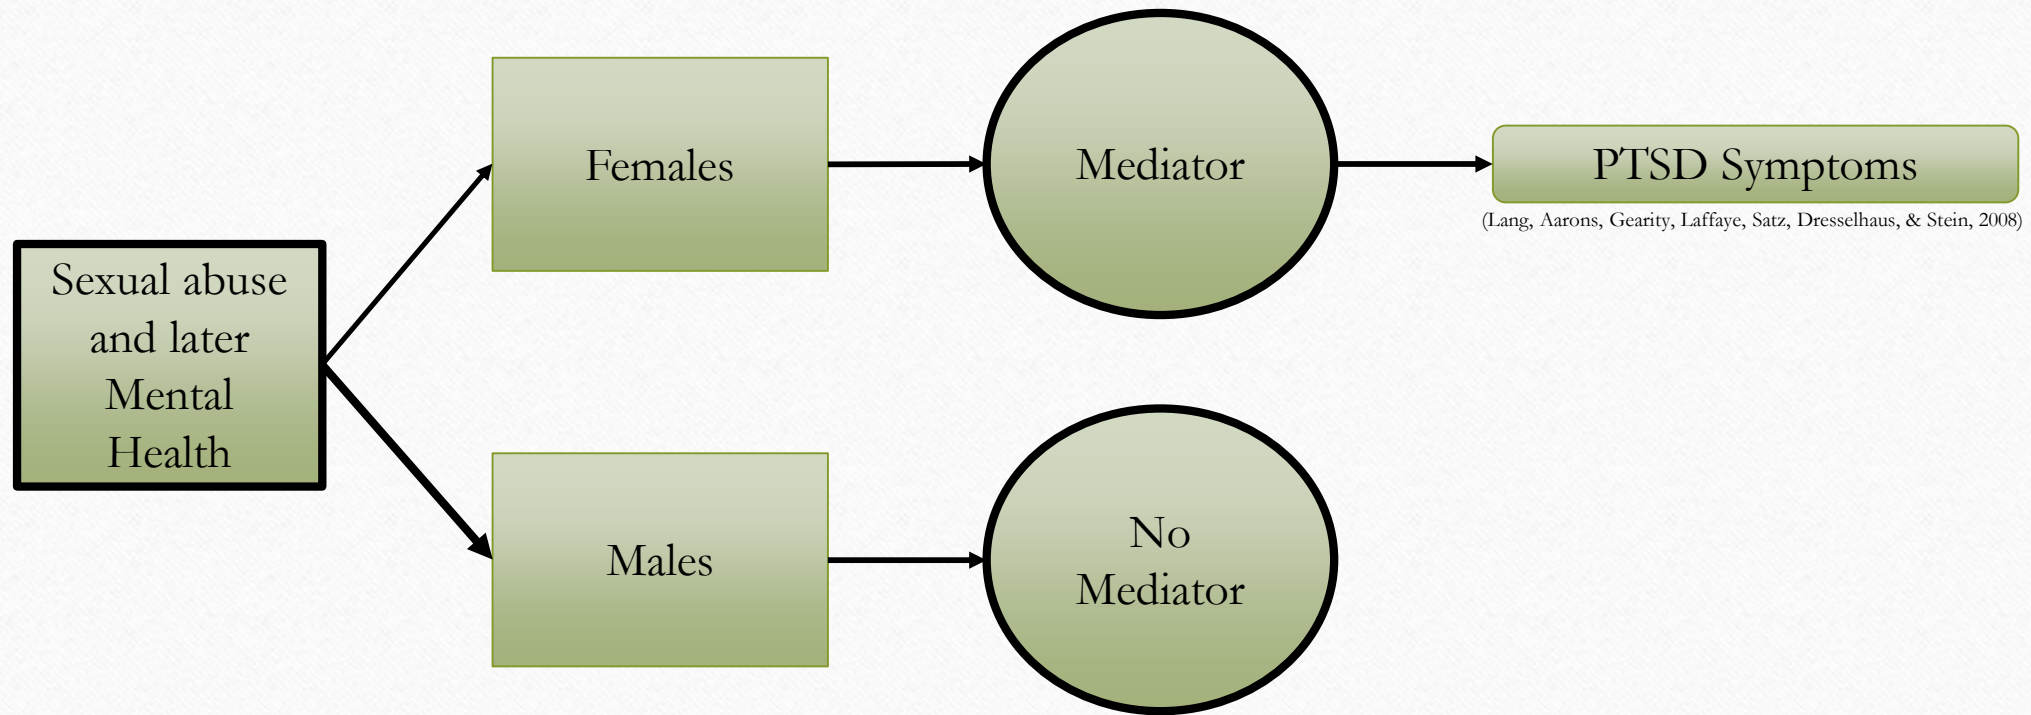 Females
Mediator
PTSD Symptoms
(Lang, Aarons, Gearity, Laffaye, Satz, Dresselhaus, & Stein, 2008)
Sexual abuse
and later
Mental
Health
Males
No
Mediator